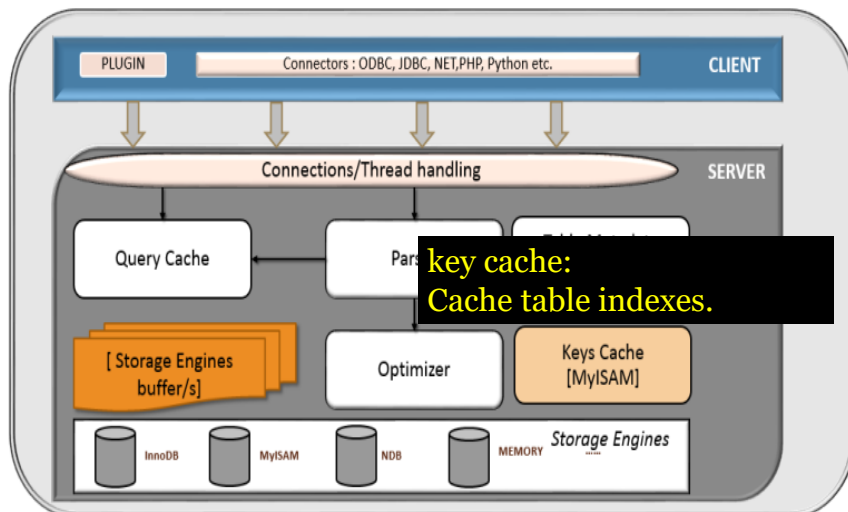 PLUGIN
Connectors : ODBC, JDBC, NET,PHP, Python etc.
CLIENT
Connections/Thread handling
SERVER
Query Cache
Pars
key cache:
Cache table indexes.
[ Storage Engines
buffer/s]
Optimizer
Keys Cache
[MyISAM]
Storage Engines
......
InnoDB
MyISAM
NDB
MEMORY